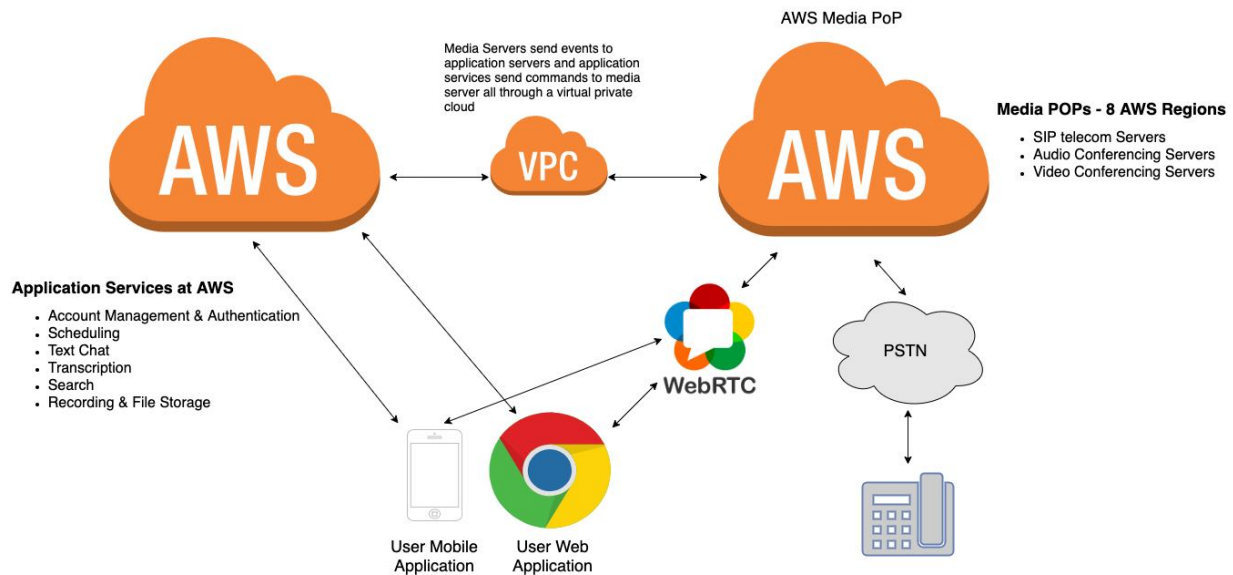 AWS Media PoP
Media Servers send events to
application servers and application
services send commands to media
server all through a virtual private
cloud
AWS
VPC
AWS
Media POPs - 8 AWS Regions
• SIP telecom Servers
• Audio Conferencing Servers
• Video Conferencing Servers
Application Services at AWS
• Account Management & Authentication
• Scheduling
• Text Chat
• Transcription
• Search
• Recording & File Storage
WebRTC
PSTN
User Mobile
Application
User Web
Application